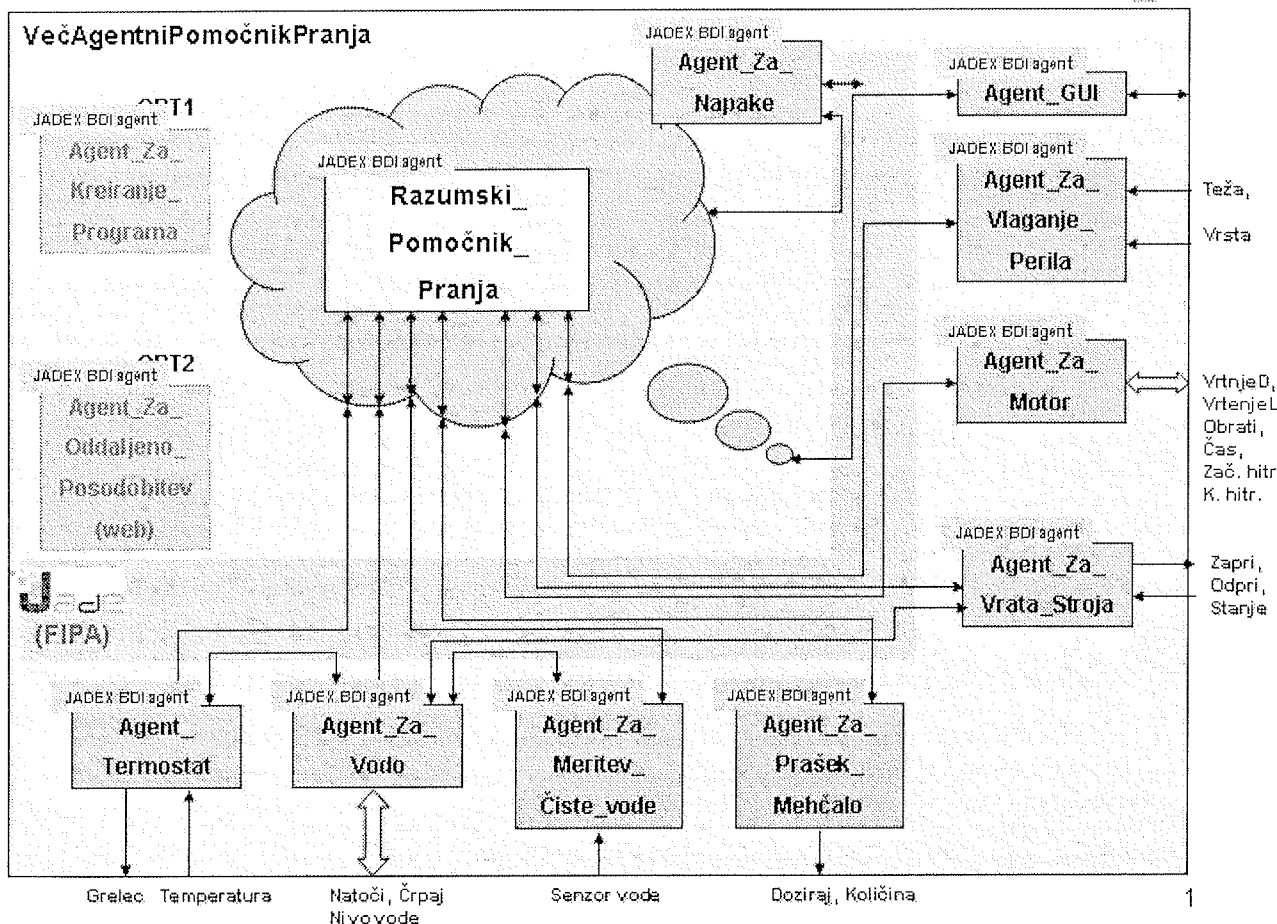 VečAgentniPomočnikPranja
JADEX BDI agent
Agent_Za_
Napake
JADEX BDI agent
Agent_GUI
OPT1
JADEX BDI agent
Agent_Za_
Kreiranje_
Programa
JADEX BDI agent
Razumski_
Pomočnik_
Pranja
JADEX BDI agent
Agent_Za_
Vlaganje_
Perila
Teža,
Vrsta
OPT2
JADEX BDI agent
Agent_Za_
Oddaljeno_
Posodobitev
(web)
JADEX BDI agent
Agent_Za_
Motor
VrtnjeD,
VrtenjeL
Obrati,
Čas,
Zač. hitr
K. hitr.
JADEX BDI agent
Agent_Za_
Vrata_Stroja
Zapri,
Odpri,
Stanje
Jade
(FIPA)
JADEX BDI agent
Agent_
Termostat
JADEX BDI agent
Agent_Za_
Vodo
JADEX BDI agent
Agent_Za_
Meritev_
Čiste_vode
JADEX BDI agent
Agent_Za_
Prašek_
Mehčalo
Grelec Temperatura
Natoči, Črpaj
Nivo vode
Senzor vode
Doziraj, Količina
1